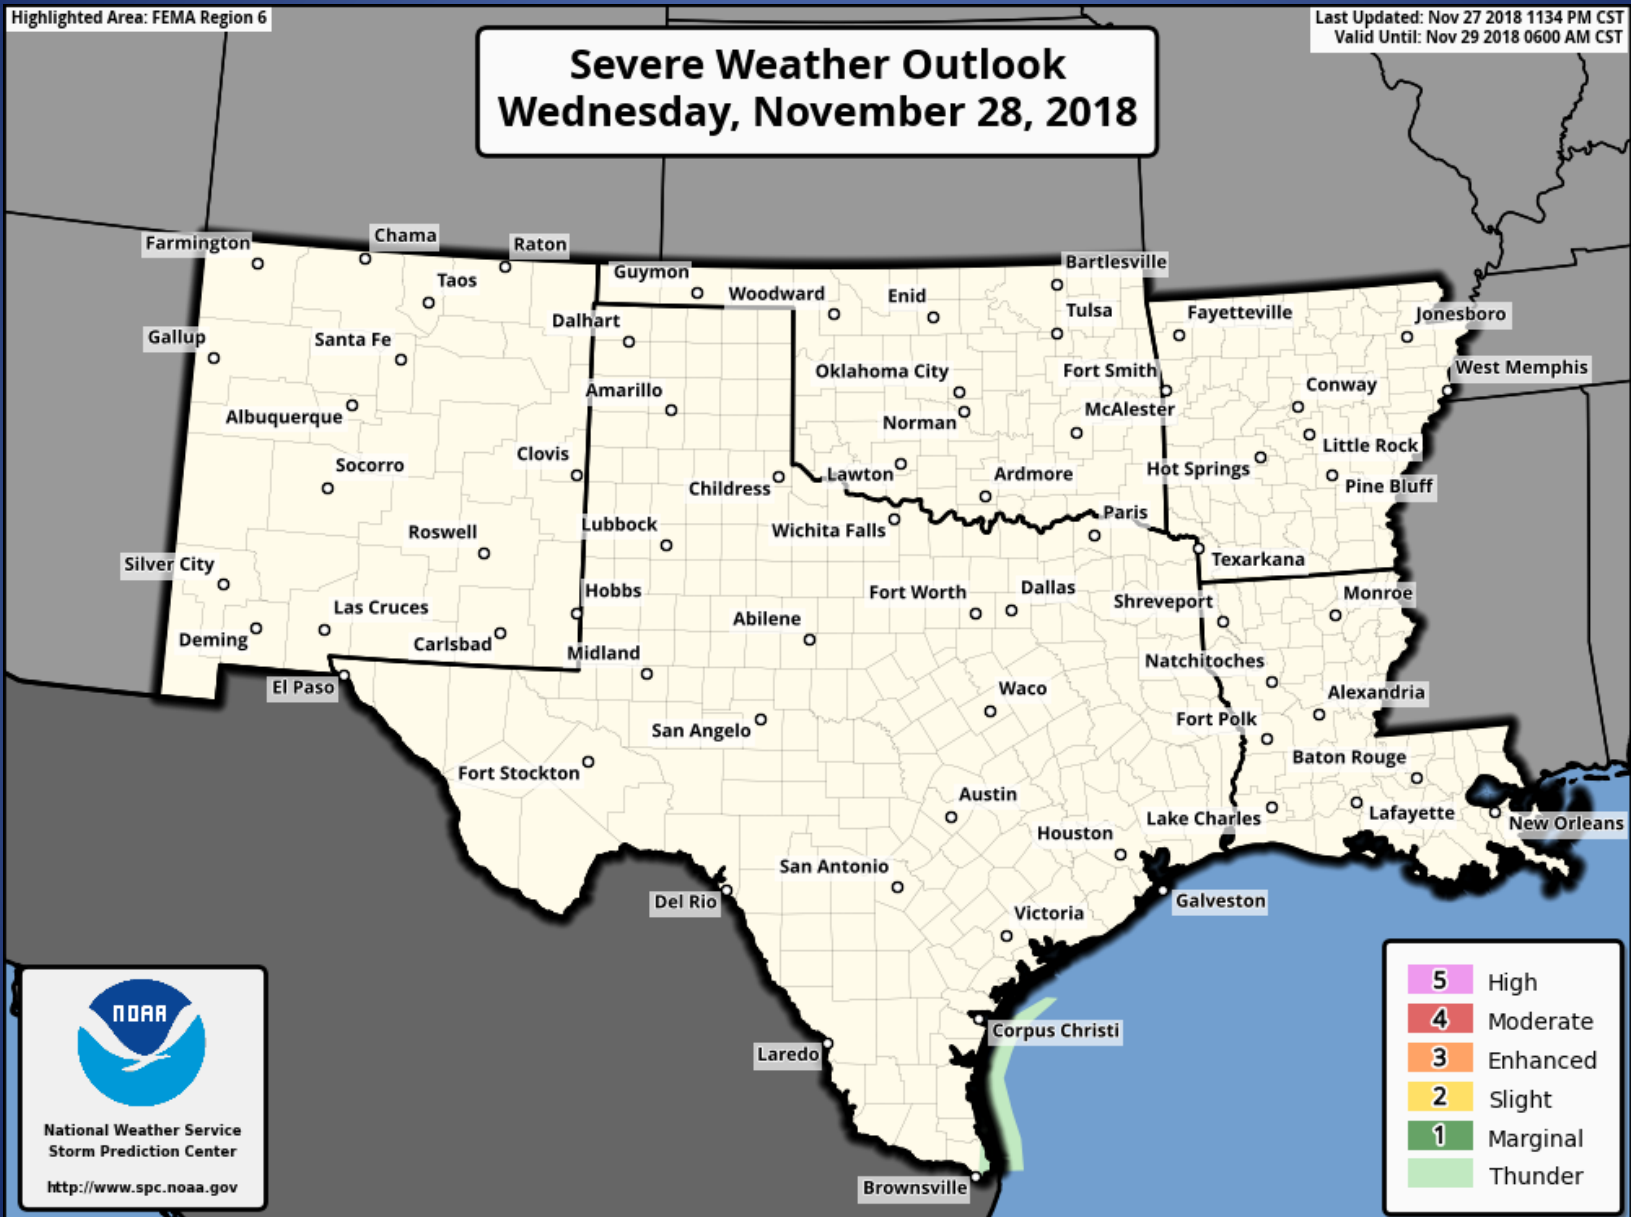 Highlighted Area: FEMA Region 6
Last Updated: Nov 27 2018 1134 PM CST
Valid Until: Nov 29 2018 0600 AM CST
Severe Weather Outlook
Wednesday, November 28, 2018
Farmington
Chama
Raton
Taos
Guymon
Woodward
Enid
Bartlesville
Tulsa
Fayetteville
Jonesboro
Gallup
Santa Fe
Dalhart
Oklahoma City
Fort Smith
West Memphis
Amarillo
Conway
Albuquerque
Norman
McAlester
Little Rock
Socorro
Clovis
Childress
Lawton
Ardmore
Hot Springs
Pine Bluff
Roswell
Lubbock
Wichita Falls
Paris
Texarkana
Silver City
Las Cruces
Hobbs
Fort Worth
Dallas
Shreveport
Monroe
Deming
Carlsbad
Midland
Abilene
Natchitoches
El Paso
Waco
Alexandria
San Angelo
Fort Polk
Fort Stockton
Baton Rouge
Austin
Lake Charles
Lafayette
New Orleans
Houston
San Antonio
Del Rio
Victoria
Galveston
Corpus Christi
Laredo
Brownsville
NOAA
National Weather Service
Storm Prediction Center
http://www.spc.noaa.gov
5 High
4 Moderate
3 Enhanced
2 Slight
1 Marginal
Thunder